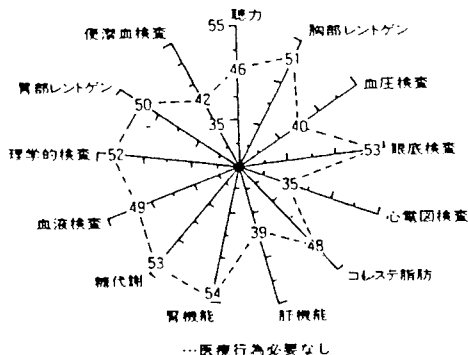 55
聴力
胸部レントゲン
血圧検査
眼底検査
心電図検査
コレステ脂肪
肝機能
腎機能
糖代謝
血液検査
理学的検査
胃部レントゲン
便潜血検査
46
51
40
53
35
48
39
54
53
49
52
50
42
35
…医療行為必要なし